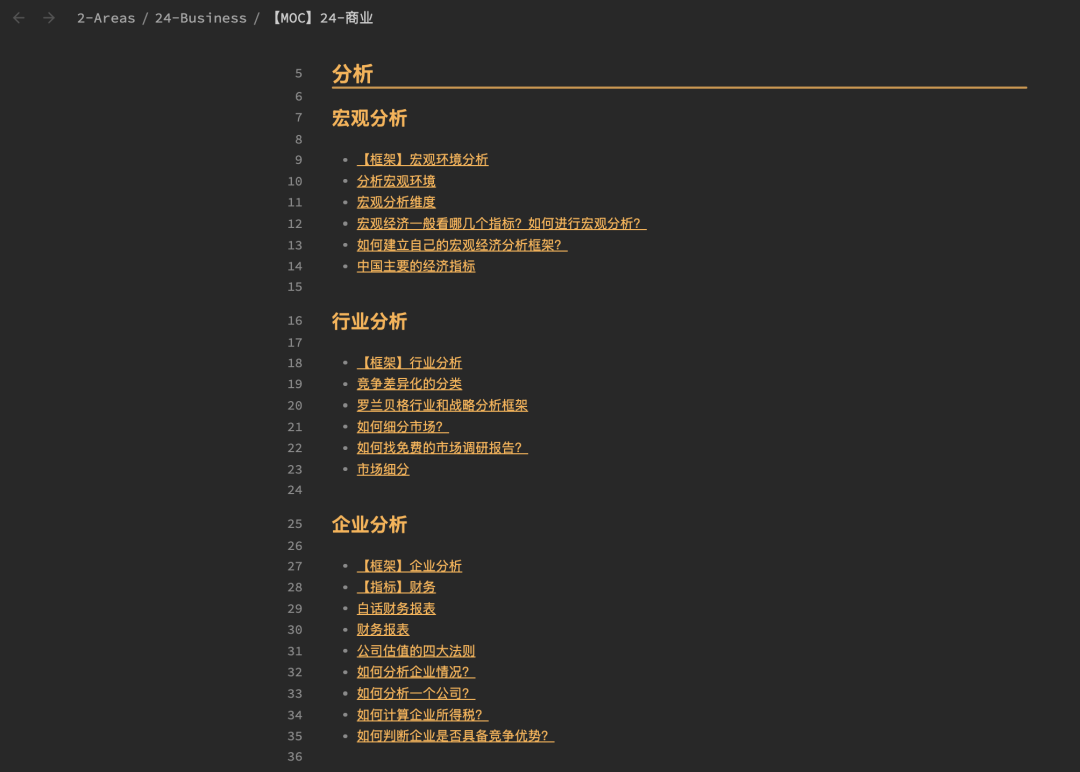 ← → 2-Areas / 24-Business / 【MOC】24-商业
5 分析
6
7 宏观分析
8
9 • 【框架】宏观环境分析
10 • 分析宏观环境
11 • 宏观分析维度
12 • 宏观经济一般看哪几个指标？如何进行宏观分析？
13 • 如何建立自己的宏观经济分析框架？
14 • 中国主要的经济指标
15
16 行业分析
17
18 • 【框架】行业分析
19 • 竞争差异化的分类
20 • 罗兰贝格行业和战略分析框架
21 • 如何细分市场？
22 • 如何找免费的市场调研报告？
23 • 市场细分
24
25 企业分析
26
27 • 【框架】企业分析
28 • 【指标】财务
29 • 白话财务报表
30 • 财务报表
31 • 公司估值的四大法则
32 • 如何分析企业情况？
33 • 如何分析一个公司？
34 • 如何计算企业所得税？
35 • 如何判断企业是否具备竞争优势？
36